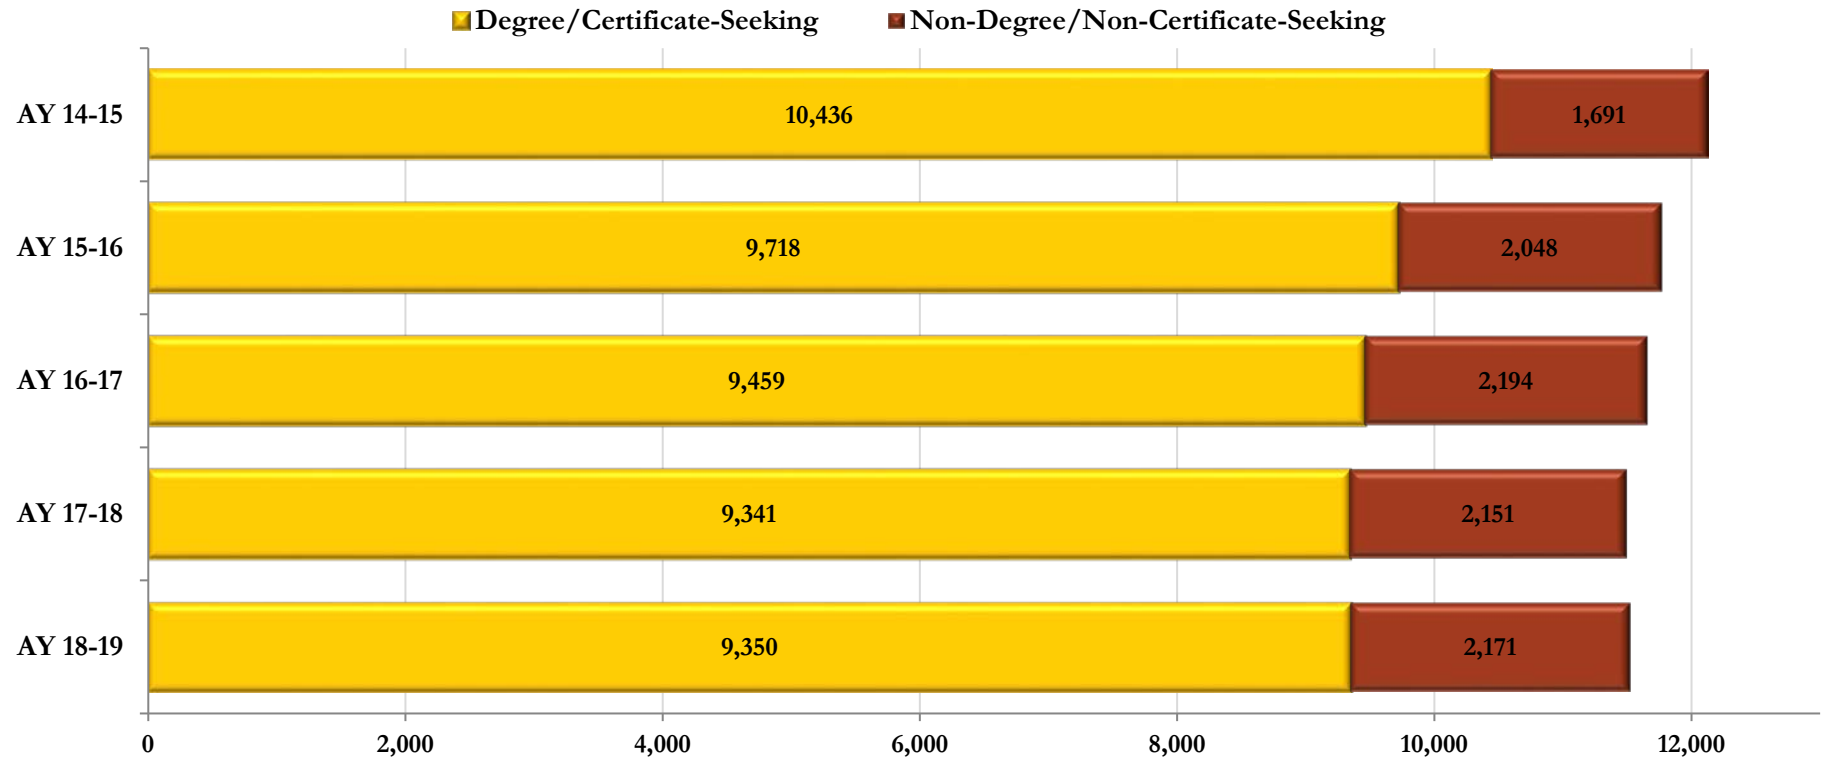 Degree/Certificate-Seeking Non-Degree/Non-Certificate-Seeking
AY 14-15 10,436 1,691
AY 15-16 9,718 2,048
AY 16-17 9,459 2,194
AY 17-18 9,341 2,151
AY 18-19 9,350 2,171
0 2,000 4,000 6,000 8,000 10,000 12,000